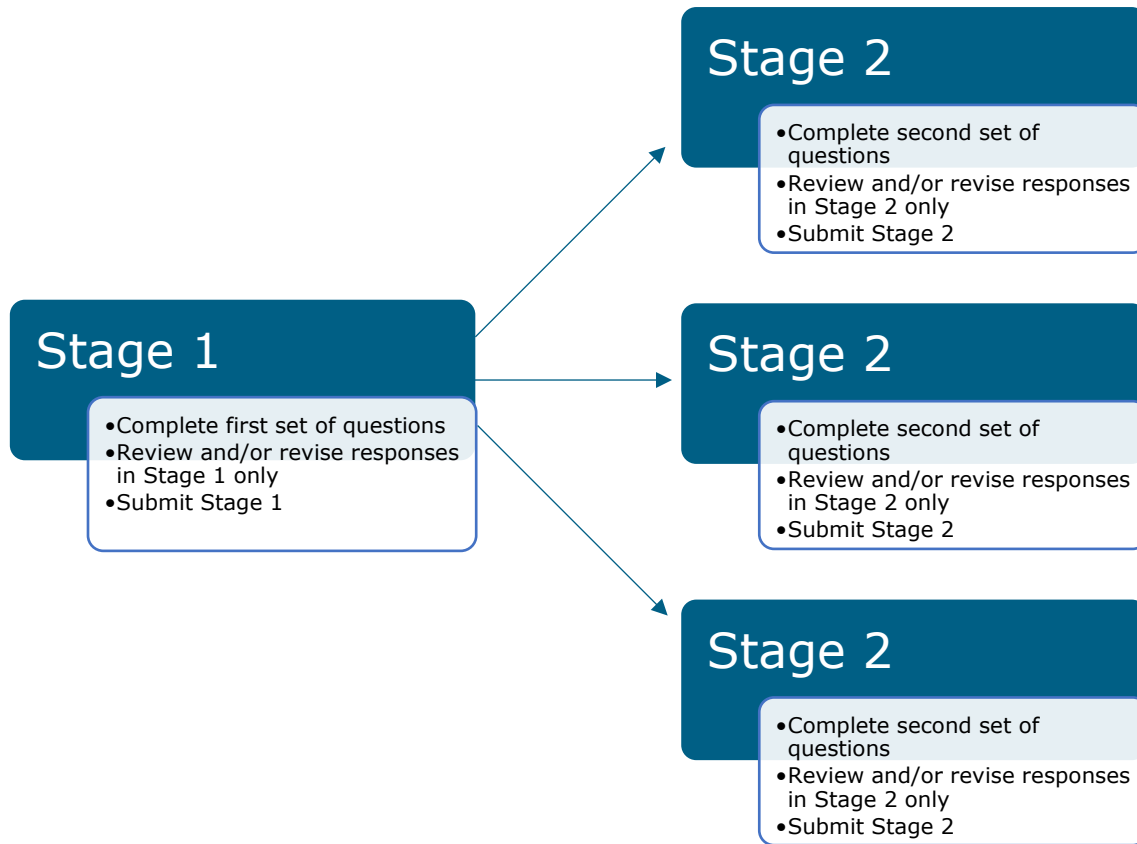 Stage 1
•Complete first set of questions
•Review and/or revise responses
in Stage 1 only
•Submit Stage 1
Stage 2
•Complete second set of
questions
•Review and/or revise responses
in Stage 2 only
•Submit Stage 2
Stage 2
•Complete second set of
questions
•Review and/or revise responses
in Stage 2 only
•Submit Stage 2
Stage 2
•Complete second set of
questions
•Review and/or revise responses
in Stage 2 only
•Submit Stage 2